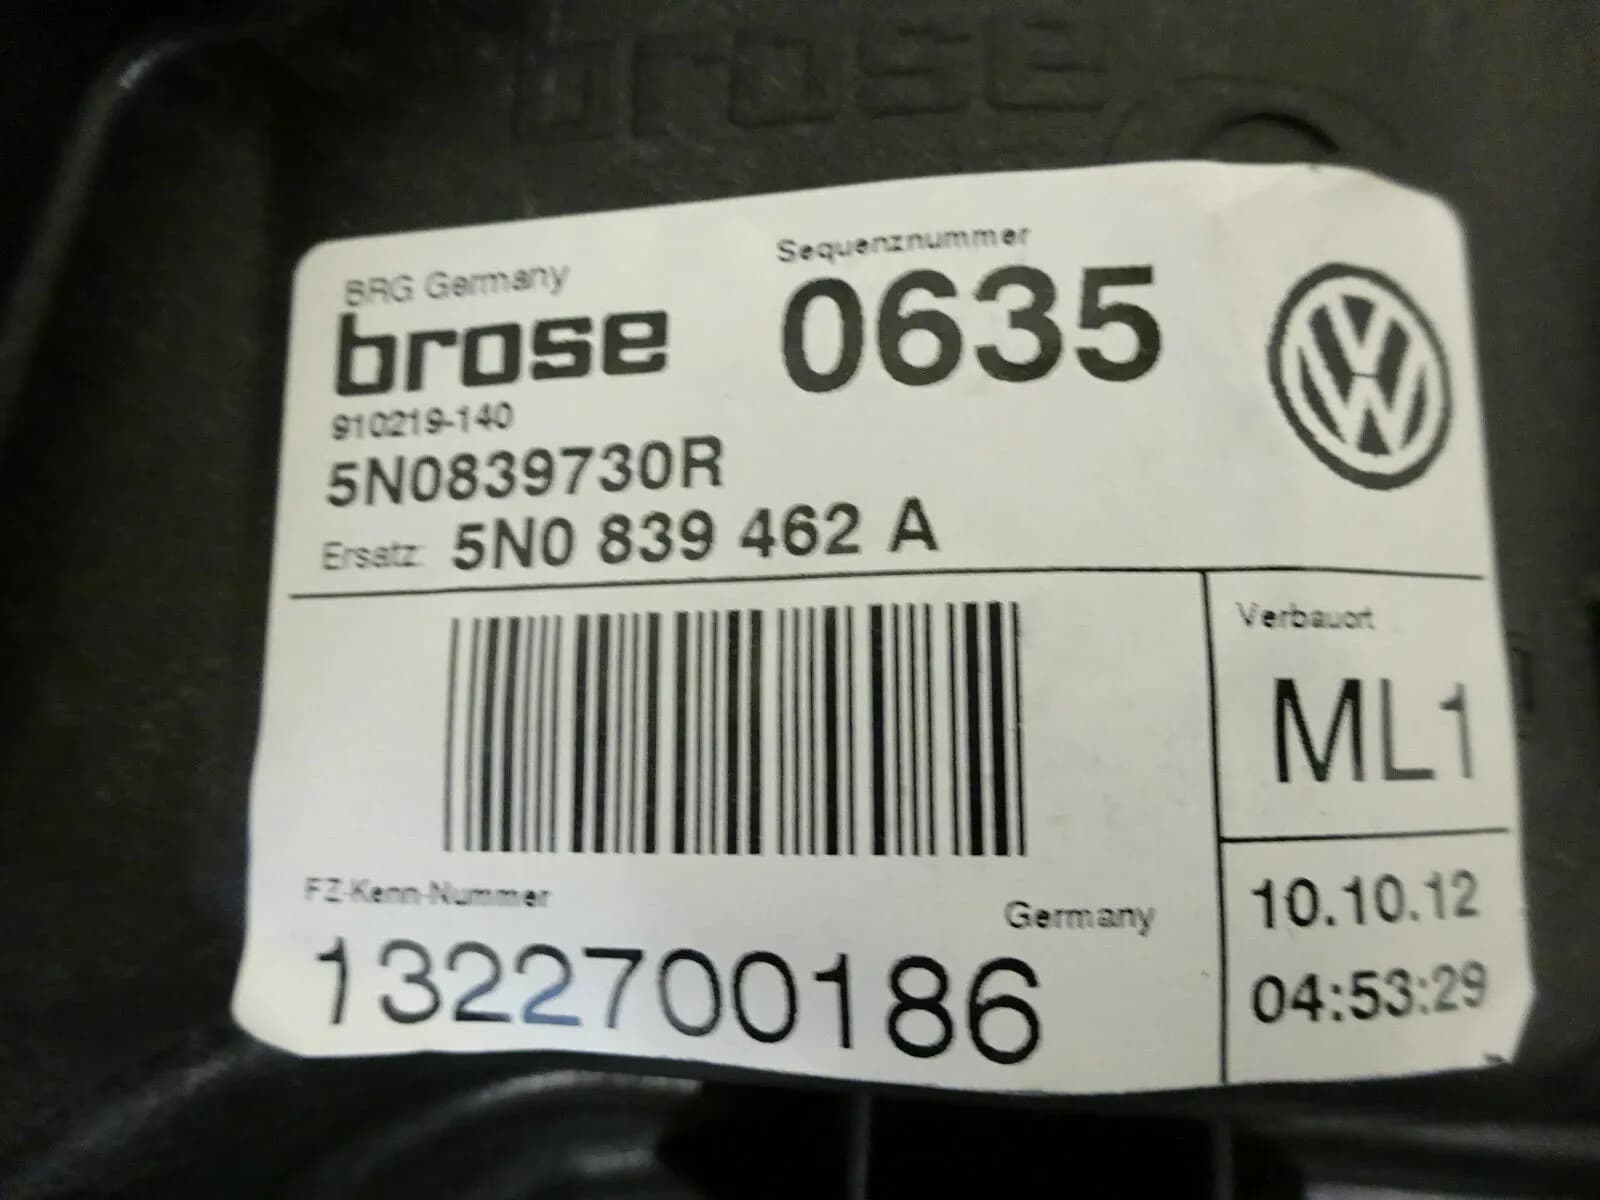 brose
BRG Germany
brose
910219-140
5N0839730R
Ersatz: 5N0 839 462 A
Sequenznummer
0635
Verbauort
ML1
FZ-Kenn-Nummer
Germany
1322700186
10.10.12
04:53:29